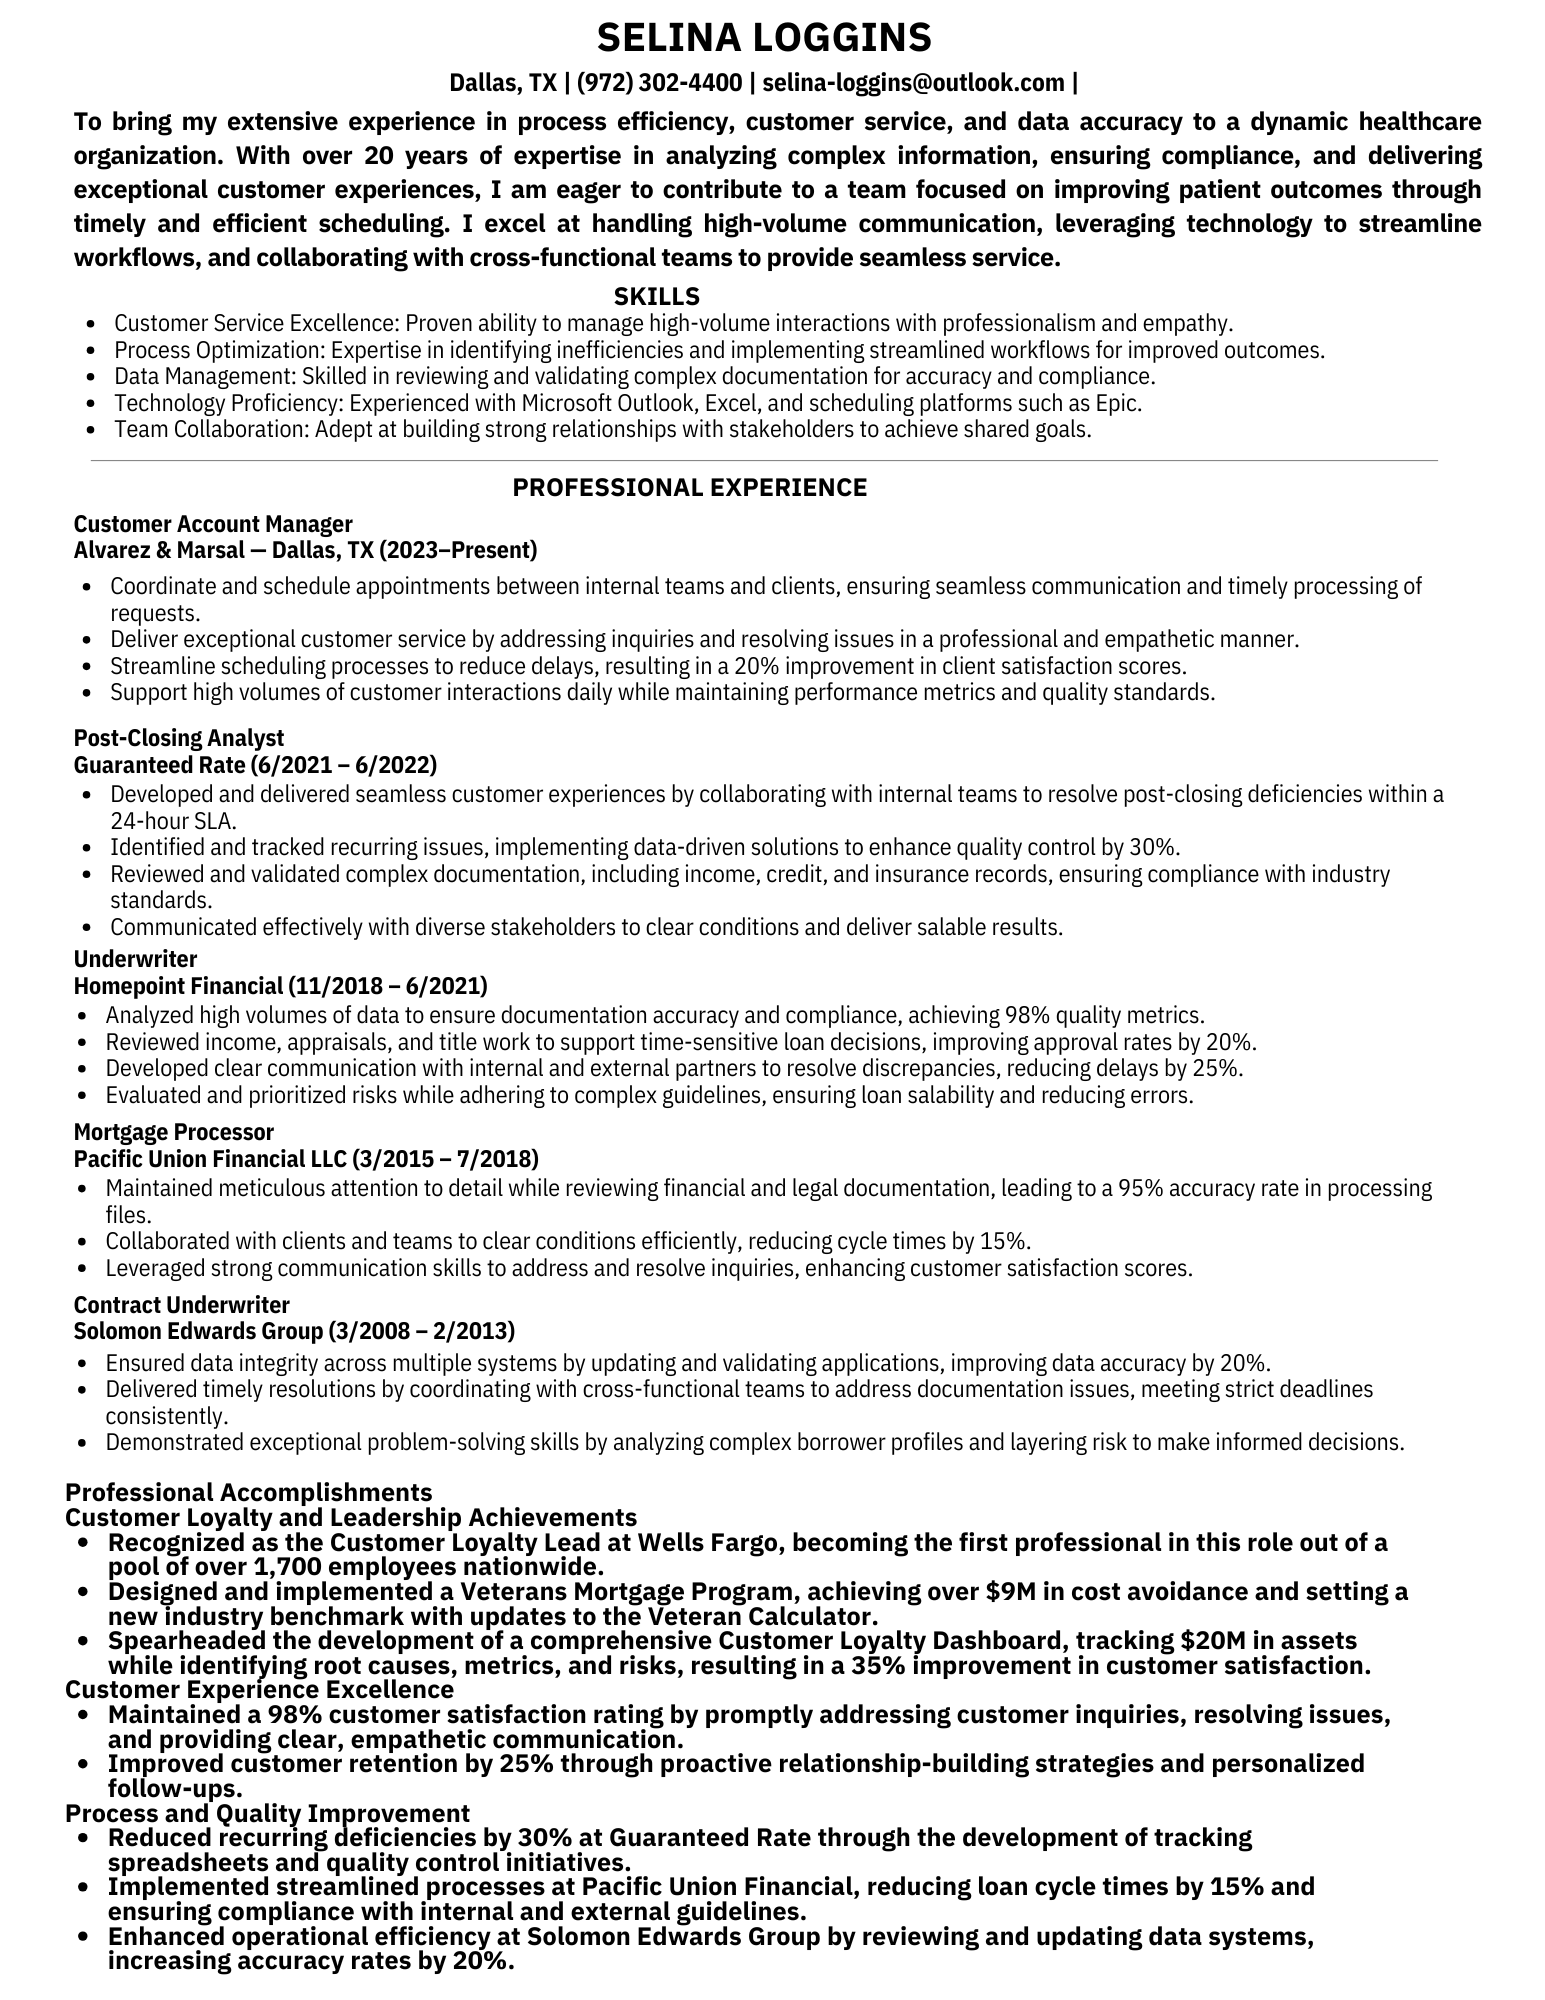 SELINA LOGGINS
Dallas, TX | (972) 302-4400 | selina-loggins@outlook.com |
To bring my extensive experience in process efficiency, customer service, and data accuracy to a dynamic healthcare
organization. With over 20 years of expertise in analyzing complex information, ensuring compliance, and delivering
exceptional customer experiences, I am eager to contribute to a team focused on improving patient outcomes through
timely and efficient scheduling. I excel at handling high-volume communication, leveraging technology to streamline
workflows, and collaborating with cross-functional teams to provide seamless service.
SKILLS
• Customer Service Excellence: Proven ability to manage high-volume interactions with professionalism and empathy.
• Process Optimization: Expertise in identifying inefficiencies and implementing streamlined workflows for improved outcomes.
• Data Management: Skilled in reviewing and validating complex documentation for accuracy and compliance.
• Technology Proficiency: Experienced with Microsoft Outlook, Excel, and scheduling platforms such as Epic.
• Team Collaboration: Adept at building strong relationships with stakeholders to achieve shared goals.
PROFESSIONAL EXPERIENCE
Customer Account Manager
Alvarez & Marsal — Dallas, TX (2023–Present)
• Coordinate and schedule appointments between internal teams and clients, ensuring seamless communication and timely processing of
requests.
• Deliver exceptional customer service by addressing inquiries and resolving issues in a professional and empathetic manner.
• Streamline scheduling processes to reduce delays, resulting in a 20% improvement in client satisfaction scores.
• Support high volumes of customer interactions daily while maintaining performance metrics and quality standards.
Post-Closing Analyst
Guaranteed Rate (6/2021 – 6/2022)
• Developed and delivered seamless customer experiences by collaborating with internal teams to resolve post-closing deficiencies within a
24-hour SLA.
• Identified and tracked recurring issues, implementing data-driven solutions to enhance quality control by 30%.
• Reviewed and validated complex documentation, including income, credit, and insurance records, ensuring compliance with industry
standards.
• Communicated effectively with diverse stakeholders to clear conditions and deliver salable results.
Underwriter
Homepoint Financial (11/2018 – 6/2021)
• Analyzed high volumes of data to ensure documentation accuracy and compliance, achieving 98% quality metrics.
• Reviewed income, appraisals, and title work to support time-sensitive loan decisions, improving approval rates by 20%.
• Developed clear communication with internal and external partners to resolve discrepancies, reducing delays by 25%.
• Evaluated and prioritized risks while adhering to complex guidelines, ensuring loan salability and reducing errors.
Mortgage Processor
Pacific Union Financial LLC (3/2015 – 7/2018)
• Maintained meticulous attention to detail while reviewing financial and legal documentation, leading to a 95% accuracy rate in processing
files.
• Collaborated with clients and teams to clear conditions efficiently, reducing cycle times by 15%.
• Leveraged strong communication skills to address and resolve inquiries, enhancing customer satisfaction scores.
Contract Underwriter
Solomon Edwards Group (3/2008 – 2/2013)
• Ensured data integrity across multiple systems by updating and validating applications, improving data accuracy by 20%.
• Delivered timely resolutions by coordinating with cross-functional teams to address documentation issues, meeting strict deadlines
consistently.
• Demonstrated exceptional problem-solving skills by analyzing complex borrower profiles and layering risk to make informed decisions.
Professional Accomplishments
Customer Loyalty and Leadership Achievements
• Recognized as the Customer Loyalty Lead at Wells Fargo, becoming the first professional in this role out of a
pool of over 1,700 employees nationwide.
• Designed and implemented a Veterans Mortgage Program, achieving over $9M in cost avoidance and setting a
new industry benchmark with updates to the Veteran Calculator.
• Spearheaded the development of a comprehensive Customer Loyalty Dashboard, tracking $20M in assets
while identifying root causes, metrics, and risks, resulting in a 35% improvement in customer satisfaction.
Customer Experience Excellence
• Maintained a 98% customer satisfaction rating by promptly addressing customer inquiries, resolving issues,
and providing clear, empathetic communication.
• Improved customer retention by 25% through proactive relationship-building strategies and personalized
follow-ups.
Process and Quality Improvement
• Reduced recurring deficiencies by 30% at Guaranteed Rate through the development of tracking
spreadsheets and quality control initiatives.
• Implemented streamlined processes at Pacific Union Financial, reducing loan cycle times by 15% and
ensuring compliance with internal and external guidelines.
• Enhanced operational efficiency at Solomon Edwards Group by reviewing and updating data systems,
increasing accuracy rates by 20%.